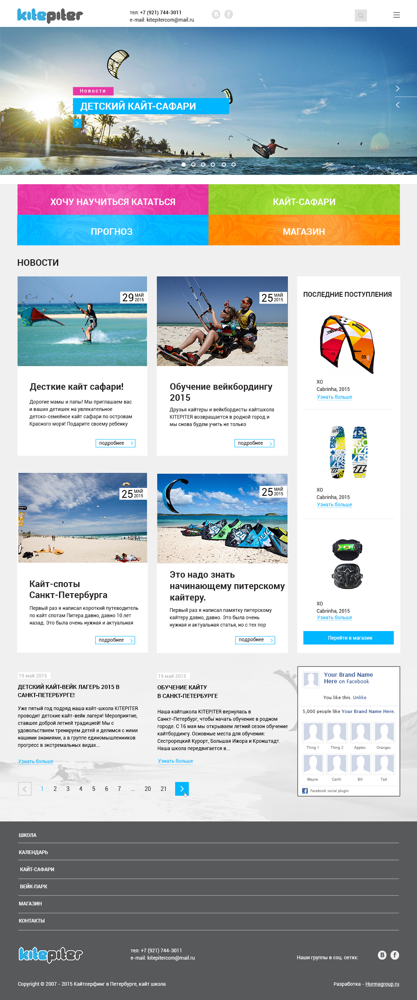 kitepiter
тел: +7 (921) 744-3011
e-mail: kitepitercom@mail.ru
B f
Новости
ДЕТСКИЙ КАЙТ-САФАРИ
ХОЧУ НАУЧИТЬСЯ КАТАТЬСЯ
КАЙТ-САФАРИ
ПРОГНОЗ
МАГАЗИН
НОВОСТИ
29 МАЙ 2015
Десткие кайт сафари!
Дорогие мамы и папы! Мы приглашаем вас
и ваших детишек на увлекательное
детско-семейное кайт сафари по островам
Красного моря! Подарите своему ребенку
подробнее
25 МАЙ 2015
Обучение вейкбордингу
2015
Друзья кайтеры и вейкбордисты кайтшкола
KITEPITER возвращается в родной город и
мы снова будем учить не только
подробнее
25 МАЙ 2015
Кайт-споты
Санкт-Петербурга
Первый раз я написал короткий путеводитель
по кайт спотам Питера давно, давно 10 лет
назад. Это была очень нужная и актуальная
подробнее
25 МАЙ 2015
Это надо знать
начинающему питерскому
кайтеру.
Первый раз я написал памятку питерскому
кайтеру давно, давно. Это была очень
нужная и актуальная статья, но с тех пор
подробнее
ПОСЛЕДНИЕ ПОСТУПЛЕНИЯ
09
XO
Cabrinha, 2015
Узнать больше
GONZALES
XO
Cabrinha, 2015
Узнать больше
XO
Cabrinha, 2015
Узнать больше
Перейти в магазин
19 май 2015
ДЕТСКИЙ КАЙТ-ВЕЙК ЛАГЕРЬ 2015 В
САНКТ-ПЕТЕРБУРГЕ!
Уже пятый год подряд наша кайт-школа KITEPITER
проводит детские кайт-вейк лагеря! Мероприятие,
ставшее доброй летней традицией! Мы с
удовольствием тренируем детей и делимся с ними
нашими знаниями, а в группе единомышленников
прогресс в экстремальных видах...
Узнать больше
19 май 2015
ОБУЧЕНИЕ КАЙТУ
В САНКТ-ПЕТЕРБУРГЕ
Наша кайтшкола KITEPITER вернулась в
Санкт-Петербург, чтобы начать обучение в родном
городе. С 16 мая мы открываем летний сезон обучение
кайтбордингу. Основные места для обучения:
Сестрорецкий Курорт, Большая Ижора и Кронштадт.
Наша школа передвигается в...
Узнать больше
1 2 3 4 5 6 7 ... 20 21
Your Brand Name
Here on Facebook
You like this. Unlike
5,000 people like Your Brand Name Here.
Thing 1 Thing 2 Apples Oranges
Wayne Garth Bill Ted
f Facebook social plugin
ШКОЛА
КАЛЕНДАРЬ
КАЙТ-САФАРИ
ВЕЙК-ПАРК
МАГАЗИН
КОНТАКТЫ
kitepiter
тел: +7 (921) 744-3011
e-mail: kitepitercom@mail.ru
Наши группы в соц. сетях:
B f
Copyright © 2007 - 2015 Кайтсерфинг в Петербурге, кайт школа
Разработка - Hurmagroup.ru